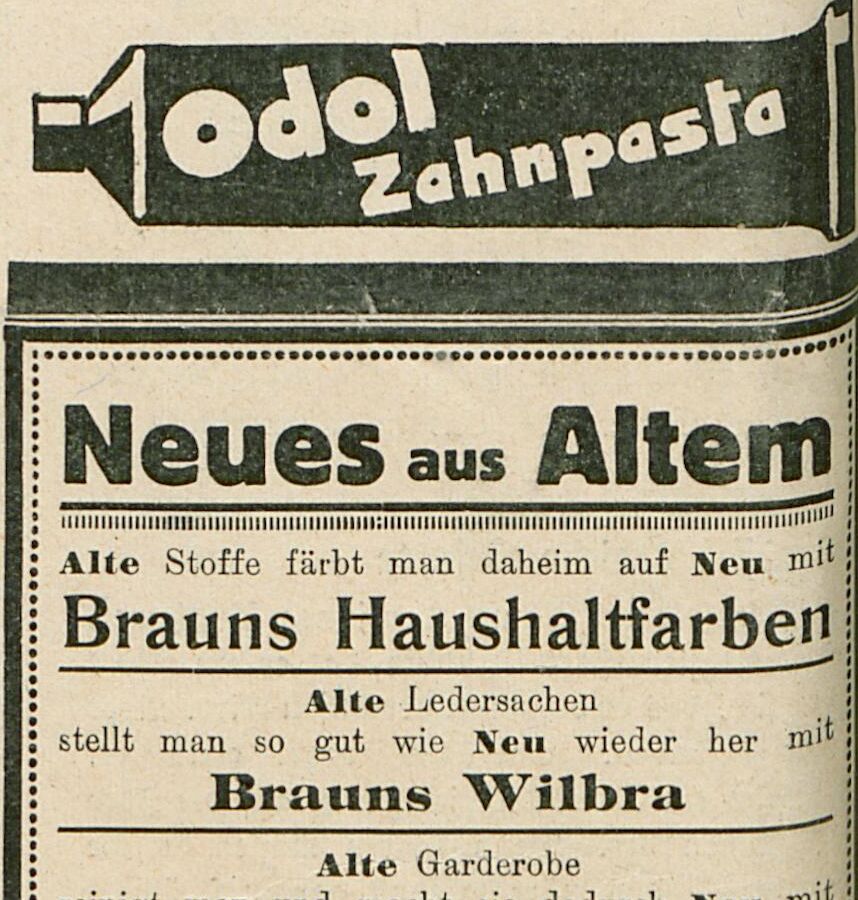 Odol
Zahnpasta
Neues aus Altem
Alte Stoffe färbt man daheim auf Neu mit
Brauns Haushaltfarben
Alte Ledersachen
stellt man so gut wie Neu wieder her mit
Brauns Wilbra
Alte Garderobe